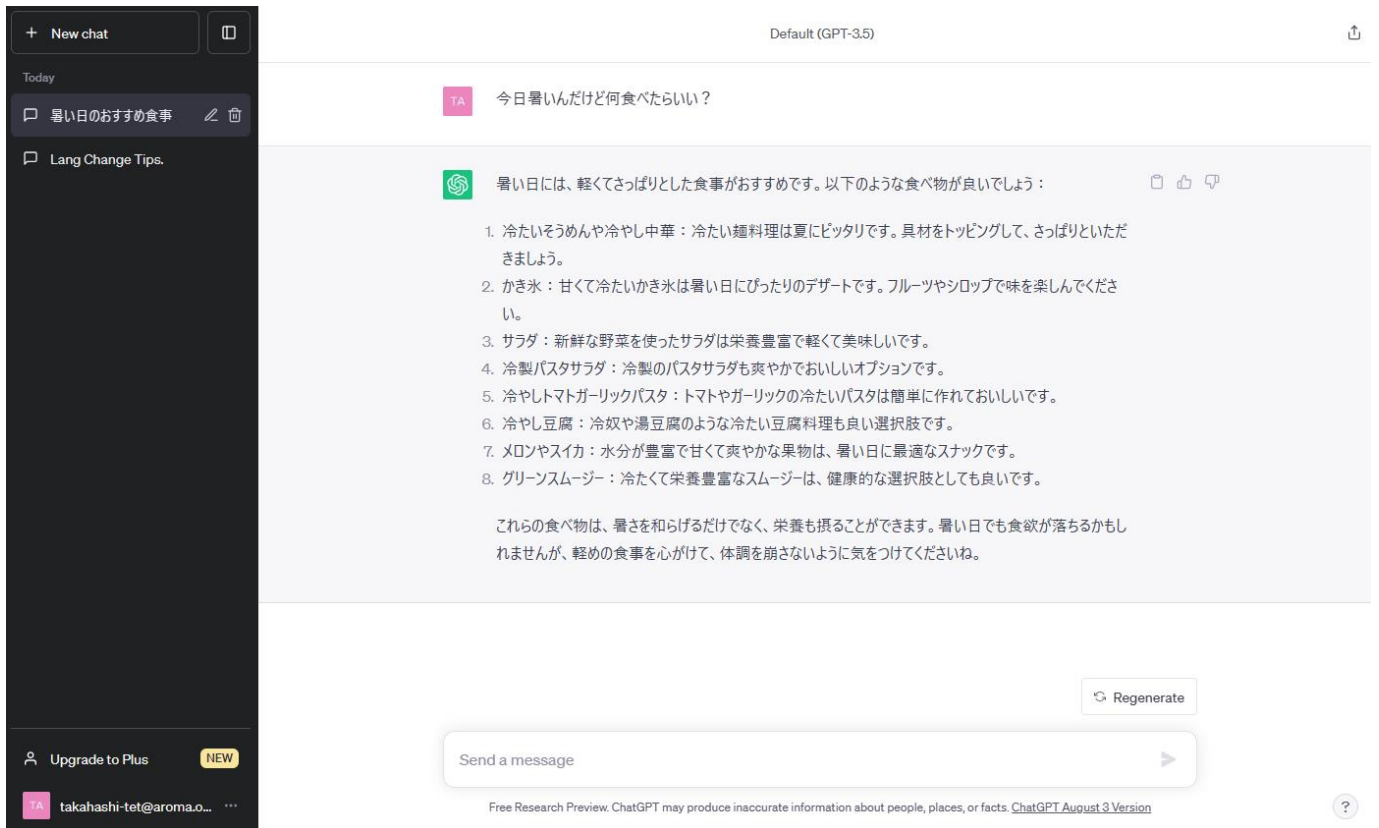 New chat
Today
暑い日のおすすめ食事
Lang Change Tips.
Upgrade to Plus NEW
TA takahashi-tet@aroma.o... ...
Default (GPT-3.5)
TA 今日暑いんだけど何食べたらいい？
暑い日には、軽くてさっぱりとした食事がおすすめです。以下のような食べ物が良いでしょう：
1. 冷たいそうめんや冷やし中華：冷たい麺料理は夏にピッタリです。具材をトッピングして、さっぱりといただ
きましょう。
2. かき氷：甘くて冷たいかき氷は暑い日にぴったりのデザートです。フルーツやシロップで味を楽しんでくださ
い。
3. サラダ：新鮮な野菜を使ったサラダは栄養豊富で軽くて美味しいです。
4. 冷製パスタサラダ：冷製のパスタサラダも爽やかでおいしいオプションです。
5. 冷やしトマトガーリックパスタ：トマトやガーリックの冷たいパスタは簡単に作れておいしいです。
6. 冷やし豆腐：冷奴や湯豆腐のような冷たい豆腐料理も良い選択肢です。
7. メロンやスイカ：水分が豊富で甘くて爽やかな果物は、暑い日に最適なスナックです。
8. グリーンスムージー：冷たくて栄養豊富なスムージーは、健康的な選択肢としても良いです。
これらの食べ物は、暑さを和らげるだけでなく、栄養も摂ることができます。暑い日でも食欲が落ちるかもし
れませんが、軽めの食事を心がけて、体調を崩さないように気をつけてくださいね。
Regenerate
Send a message
Free Research Preview. ChatGPT may produce inaccurate information about people, places, or facts. ChatGPT August 3 Version
?